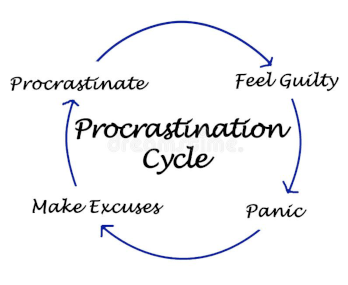 Procrastinate
Feel Guilty
Procrastination
Cycle
Make Excuses
Panic